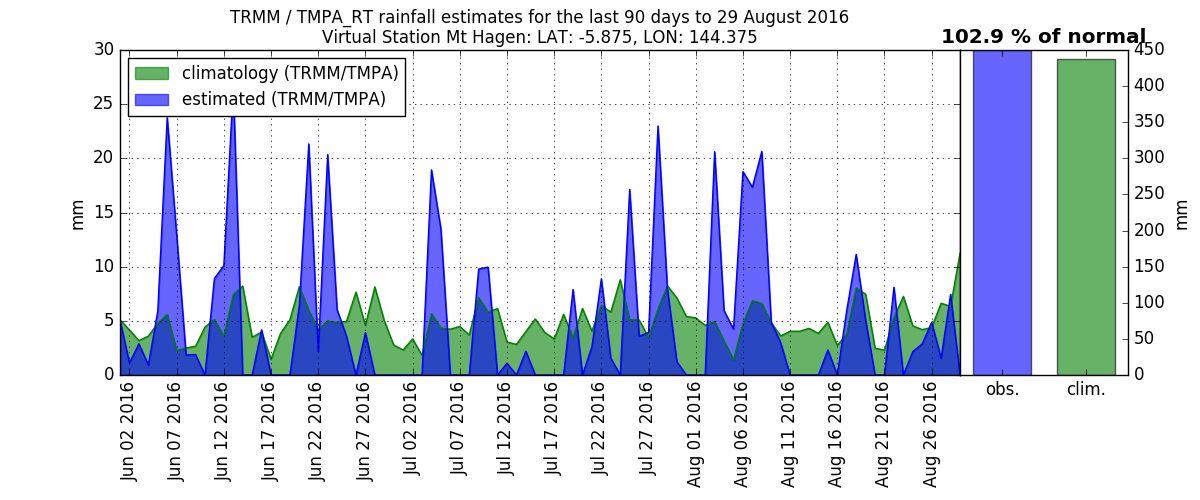 TRMM / TMPA_RT rainfall estimates for the last 90 days to 29 August 2016
Virtual Station Mt Hagen: LAT: -5.875, LON: 144.375
102.9 % of normal
climatology (TRMM/TMPA)
estimated (TRMM/TMPA)
mm
30
25
20
15
10
5
0
Jun 02 2016
Jun 07 2016
Jun 12 2016
Jun 17 2016
Jun 22 2016
Jun 27 2016
Jul 02 2016
Jul 07 2016
Jul 12 2016
Jul 17 2016
Jul 22 2016
Jul 27 2016
Aug 01 2016
Aug 06 2016
Aug 11 2016
Aug 16 2016
Aug 21 2016
Aug 26 2016
obs.
clim.
450
400
350
300
250
200
150
100
50
0
mm